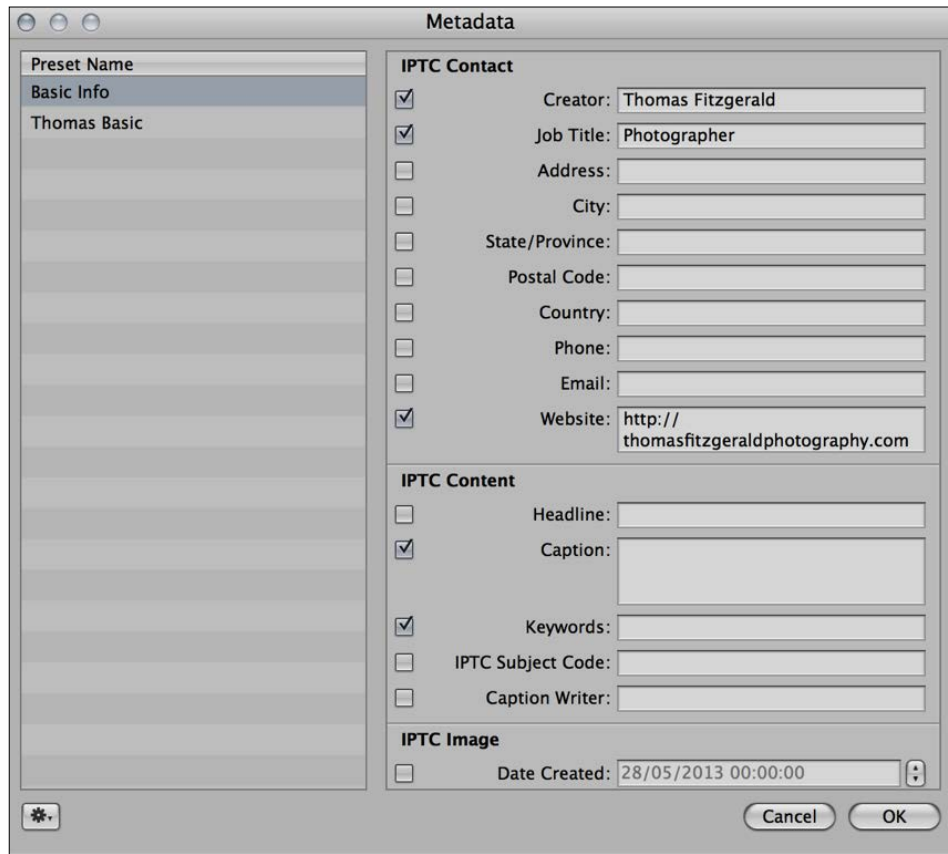 Metadata
Preset Name
Basic Info
Thomas Basic
IPTC Contact
Creator: Thomas Fitzgerald
Job Title: Photographer
Address:
City:
State/Province:
Postal Code:
Country:
Phone:
Email:
Website: http://
thomasfitzgeraldphotography.com
IPTC Content
Headline:
Caption:
Keywords:
IPTC Subject Code:
Caption Writer:
IPTC Image
Date Created: 28/05/2013 00:00:00
Cancel OK